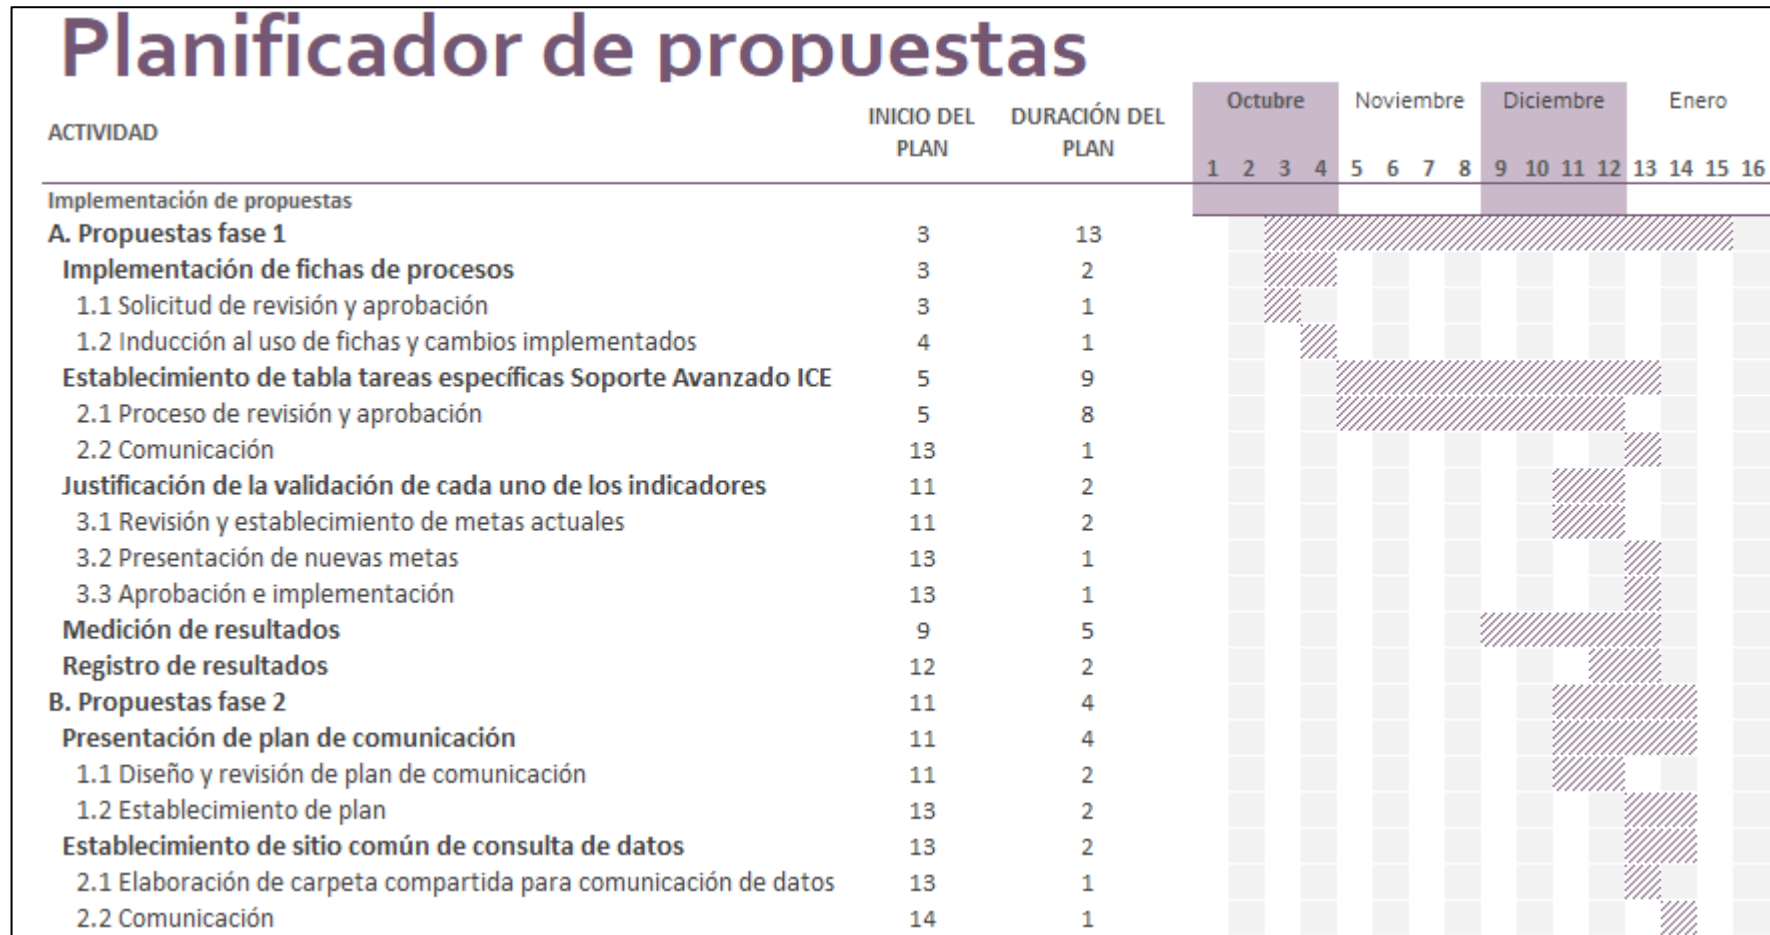 Planificador de propuestas
ACTIVIDAD INICIO DEL PLAN DURACIÓN DEL PLAN Octubre Noviembre Diciembre Enero
1 2 3 4 5 6 7 8 9 10 11 12 13 14 15 16
Implementación de propuestas
A. Propuestas fase 1 3 13
Implementación de fichas de procesos 3 2
1.1 Solicitud de revisión y aprobación 3 1
1.2 Inducción al uso de fichas y cambios implementados 4 1
Establecimiento de tabla tareas específicas Soporte Avanzado ICE 5 9
2.1 Proceso de revisión y aprobación 5 8
2.2 Comunicación 13 1
Justificación de la validación de cada uno de los indicadores 11 2
3.1 Revisión y establecimiento de metas actuales 11 2
3.2 Presentación de nuevas metas 13 1
3.3 Aprobación e implementación 13 1
Medición de resultados 9 5
Registro de resultados 12 2
B. Propuestas fase 2 11 4
Presentación de plan de comunicación 11 4
1.1 Diseño y revisión de plan de comunicación 11 2
1.2 Establecimiento de plan 13 2
Establecimiento de sitio común de consulta de datos 13 2
2.1 Elaboración de carpeta compartida para comunicación de datos 13 1
2.2 Comunicación 14 1